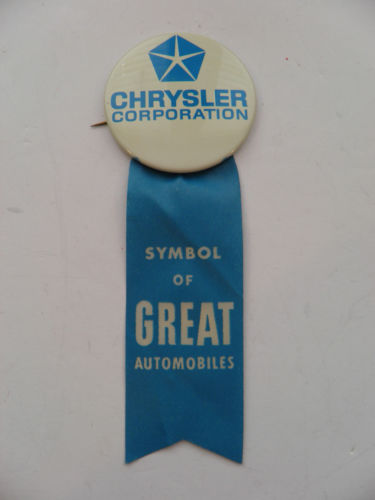 CHRYSLER
CORPORATION
SYMBOL
OF
GREAT
AUTOMOBILES